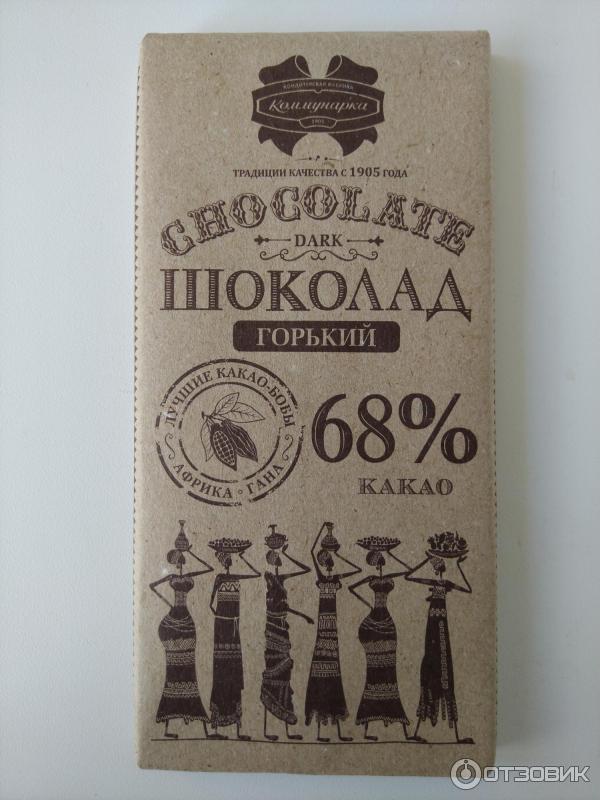 КОНДИТЕРСКАЯ ФАБРИКА
Коммунарка
1905
ТРАДИЦИИ КАЧЕСТВА С 1905 ГОДА
CHOCOLATE
DARK
ШОКОЛАД
ГОРЬКИЙ
ЛУЧШИЕ КАКАО-БОБЫ
АФРИКА • ГАНА
68%
КАКАО
ОТЗОВИК